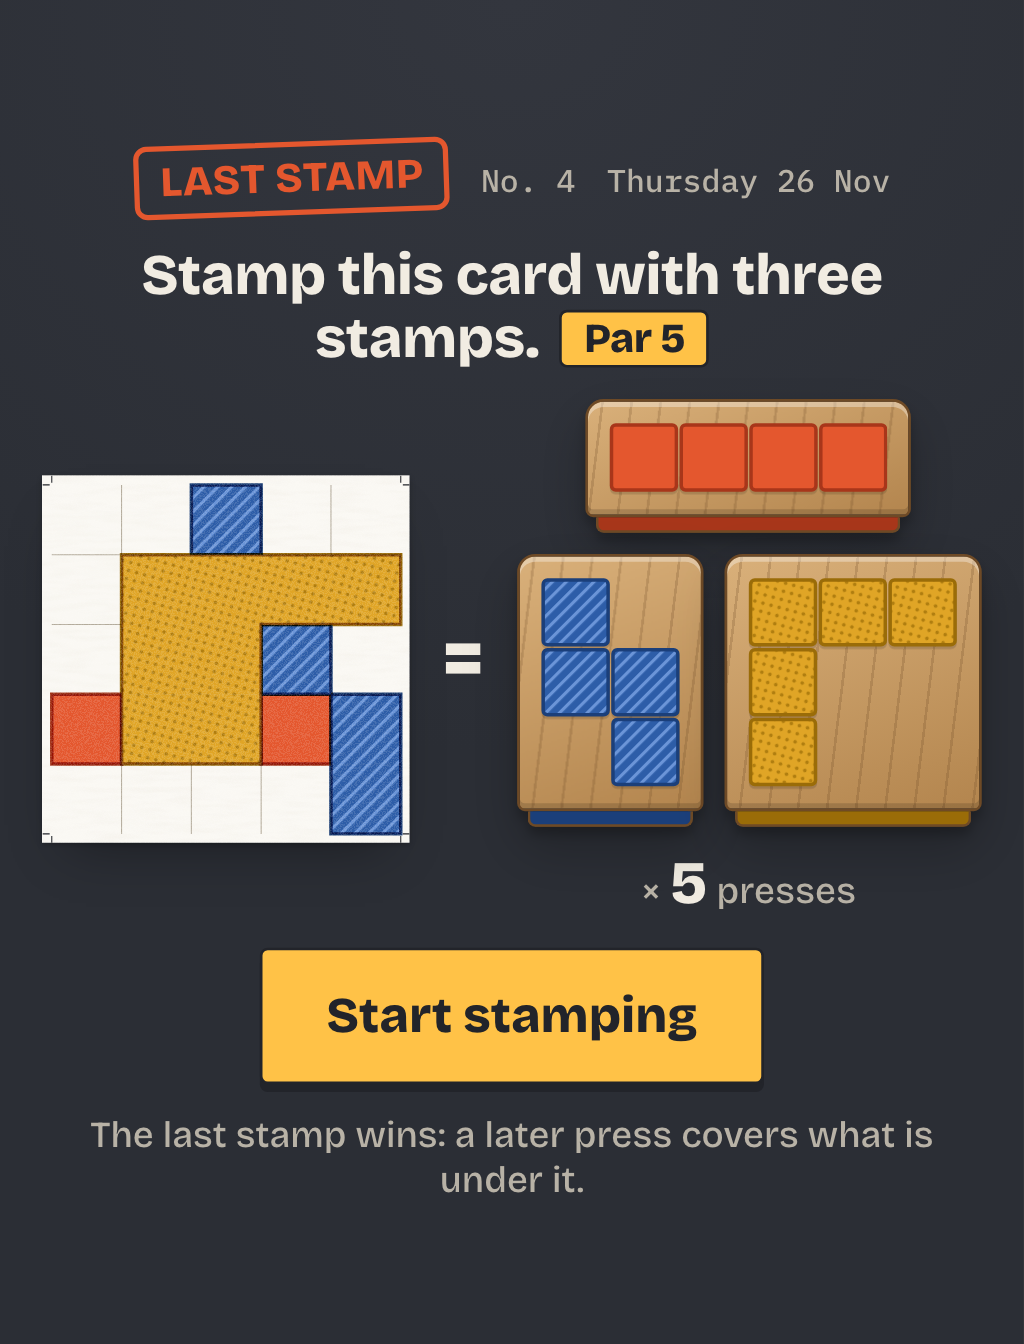 LAST STAMP No. 4 Thursday 26 Nov
Stamp this card with three
stamps. Par 5
=
× 5 presses
Start stamping
The last stamp wins: a later press covers what is
under it.